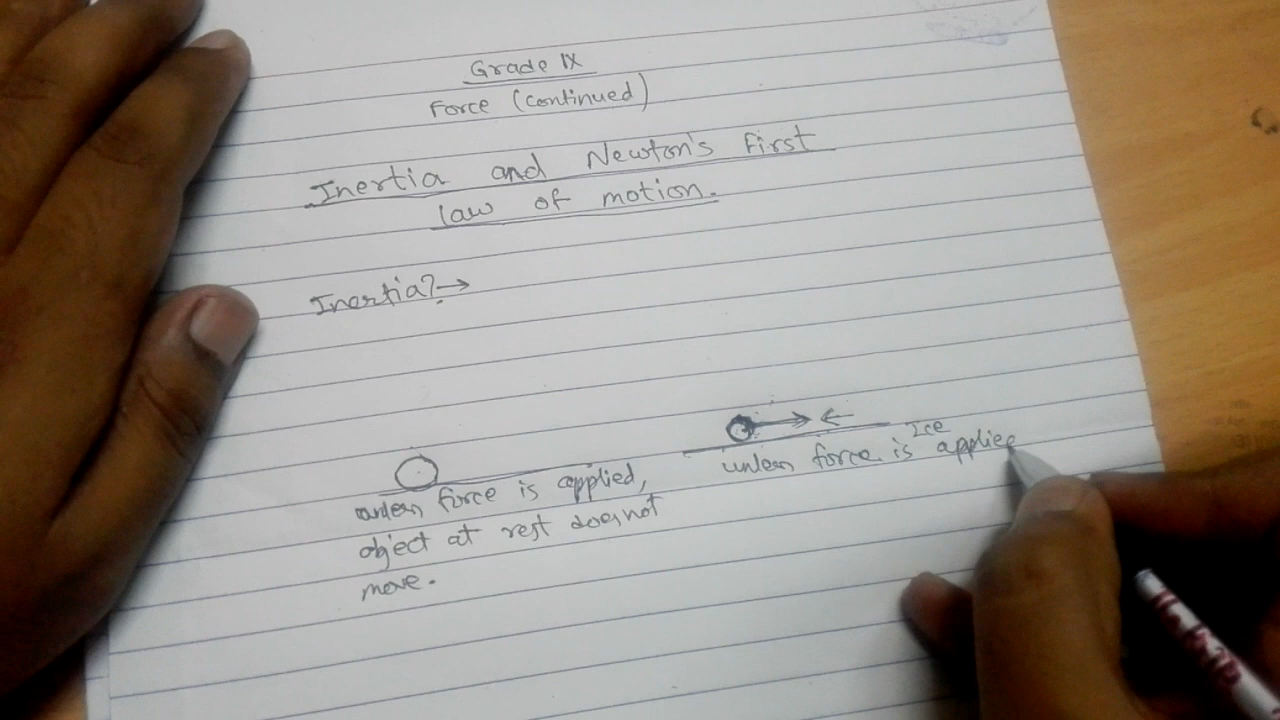 Grade IX
Force (continued)
Inertia and Newton's first
law of motion.
Inertia? →
Ice
unless force is applied,
object at rest does not
move.
unless force is applied